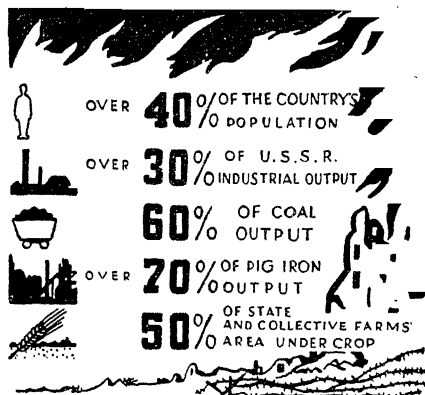 OVER 40% OF THE COUNTRY'S
POPULATION
OVER 30% OF U.S.S.R.
INDUSTRIAL OUTPUT
60% OF COAL
OUTPUT
OVER 70% OF PIG IRON
OUTPUT
50% OF STATE
AND COLLECTIVE FARMS'
AREA UNDER CROP